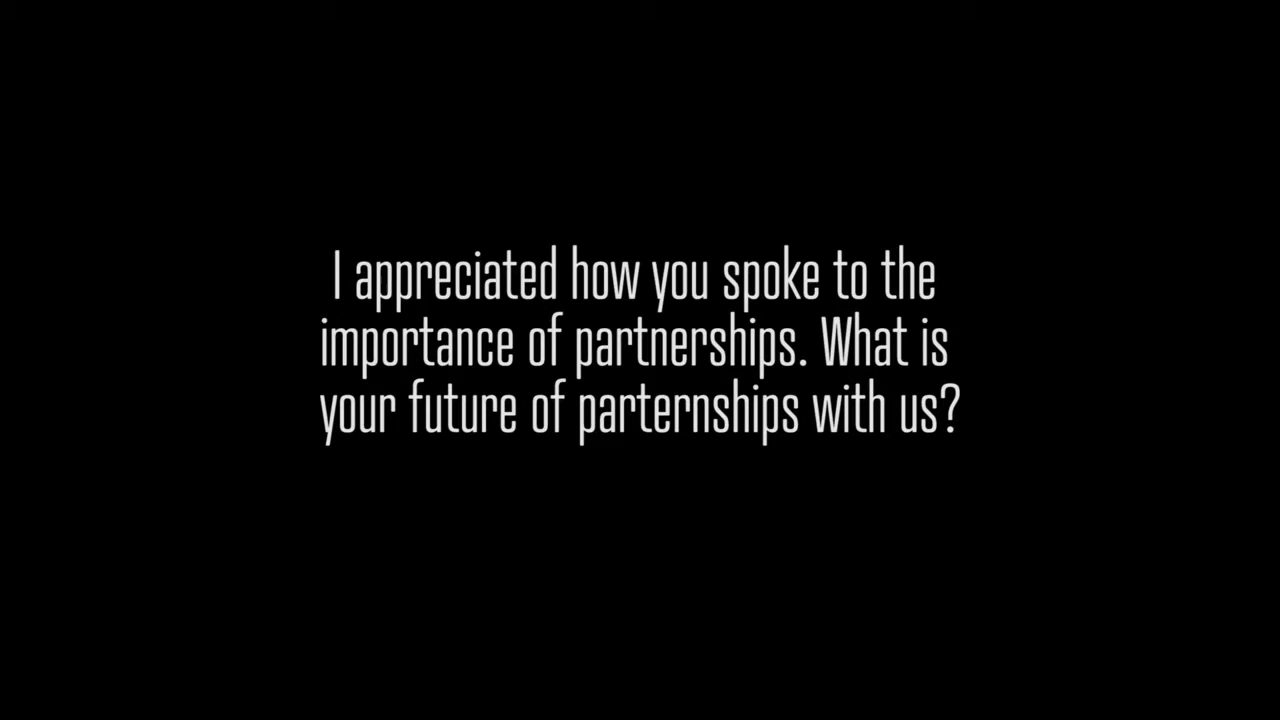 I appreciated how you spoke to the
importance of partnerships. What is
your future of parternships with us?